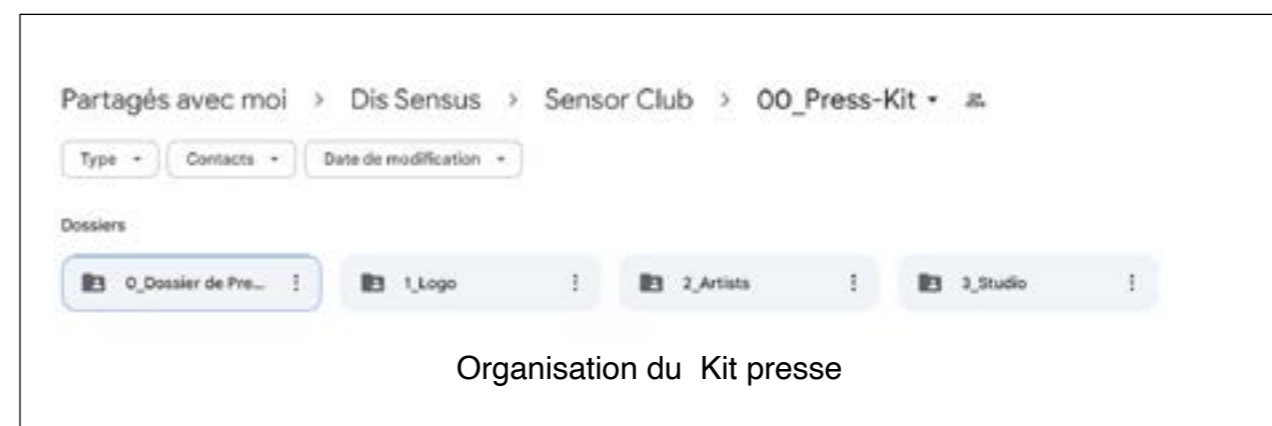 Partagés avec moi > Dis Sensus > Sensor Club > 00_Press-Kit
Type Contacts Date de modification
Dossiers
0_Dossier de Pre... 1_Logo 2_Artists 3_Studio
Organisation du Kit presse